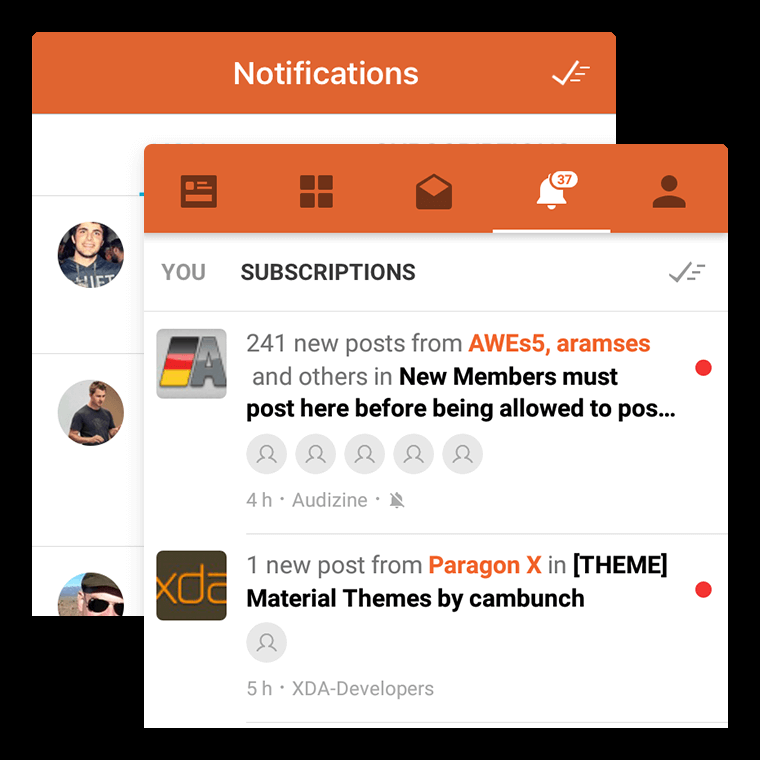 Notifications
37
YOU SUBSCRIPTIONS
241 new posts from AWEs5, aramses
and others in New Members must
post here before being allowed to pos...
4 h · Audizine ·
xda
1 new post from Paragon X in [THEME]
Material Themes by cambunch
5 h · XDA-Developers